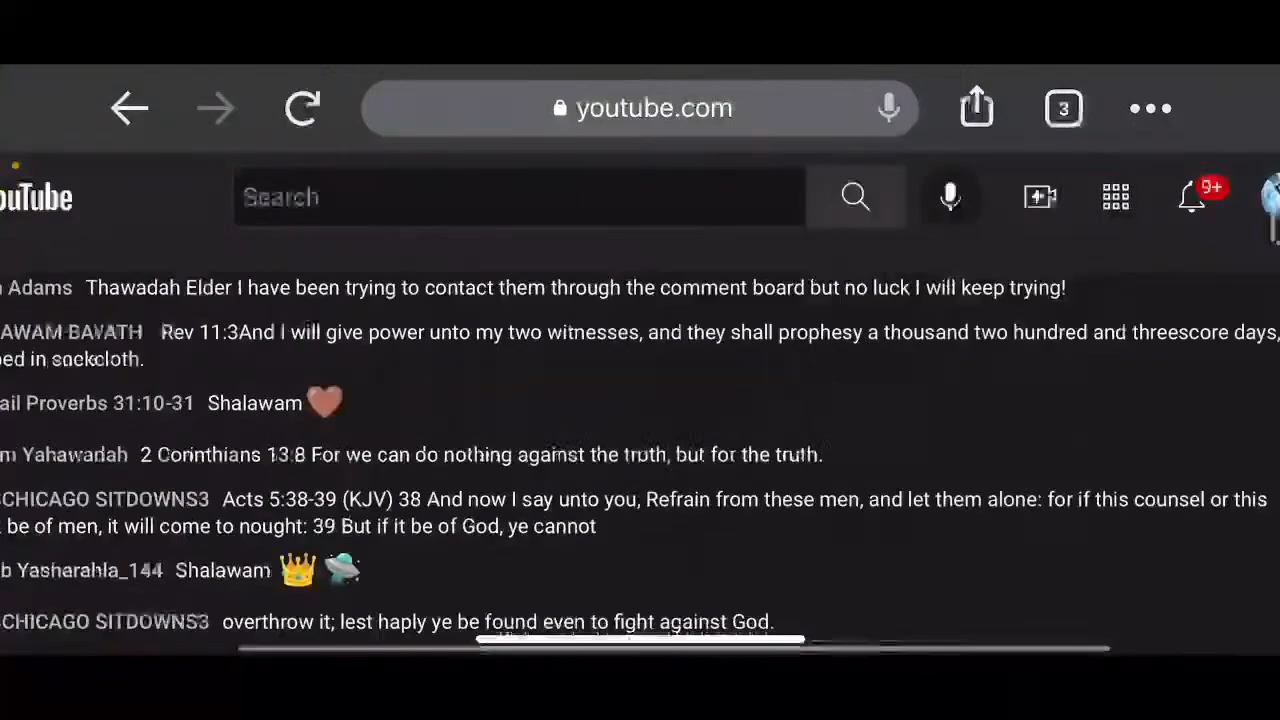 youtube.com
3
ouTube
Search
9+
Adams Thawadah Elder I have been trying to contact them through the comment board but no luck I will keep trying!
AWAM BAVATH Rev 11:3And I will give power unto my two witnesses, and they shall prophesy a thousand two hundred and threescore days,
ed in sackcloth.
ail Proverbs 31:10-31 Shalawam
m Yahawadah 2 Corinthians 13:8 For we can do nothing against the troth, but for the truth.
CHICAGO SITDOWNS3 Acts 5:38-39 (KJV) 38 And now I say unto you, Refrain from these men, and let them alone: for if this counsel or this
be of men, it will come to nought: 39 But if it be of God, ye cannot
b Yasharahla_144 Shalawam
CHICAGO SITDOWNS3 overthrow it; lest haply ye be found even to fight against God.